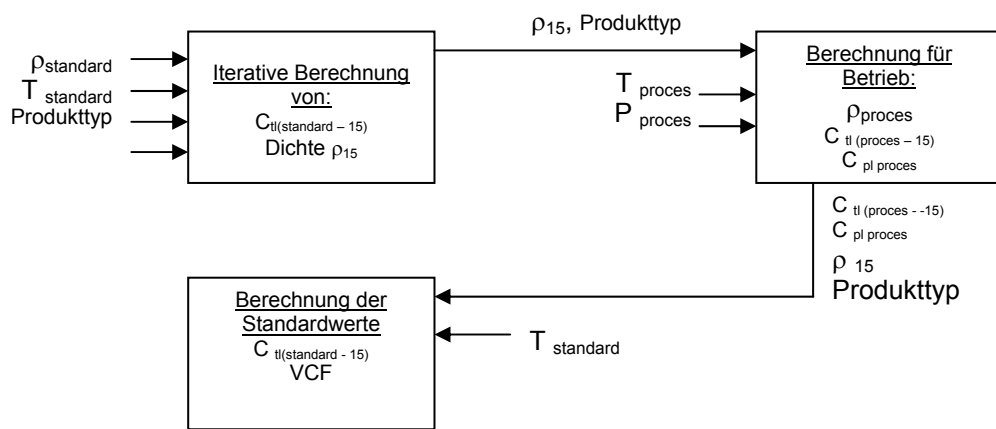 ρstandard
T standard
Produkttyp
Iterative Berechnung
von:
Ctl(standard – 15)
Dichte ρ15
ρ15, Produkttyp
T proces
P proces
Berechnung für
Betrieb:
ρproces
C tl (proces – 15)
C pl proces
C tl (proces - -15)
C pl proces
ρ 15
Produkttyp
Berechnung der
Standardwerte
C tl(standard - 15)
VCF
T standard